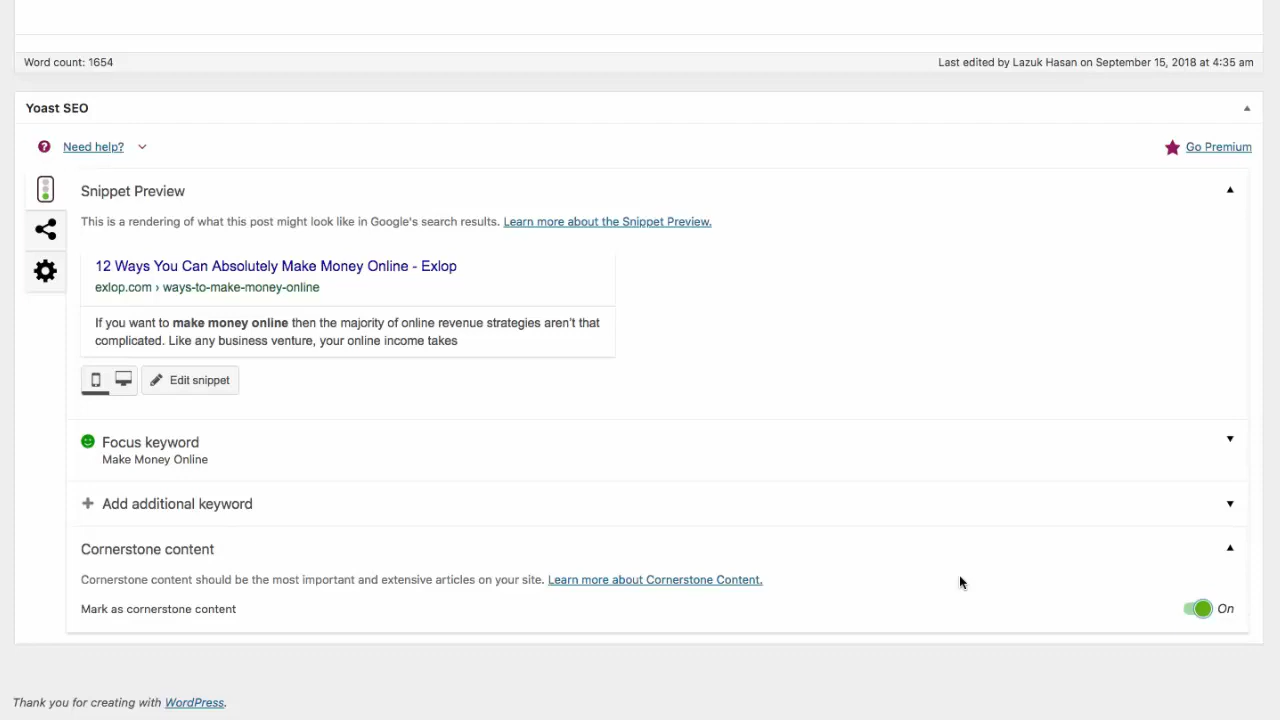 Word count: 1654
Last edited by Lazuk Hasan on September 15, 2018 at 4:35 am
Yoast SEO
? Need help?
Go Premium
Snippet Preview
This is a rendering of what this post might look like in Google's search results. Learn more about the Snippet Preview.
12 Ways You Can Absolutely Make Money Online - Exlop
exlop.com › ways-to-make-money-online
If you want to make money online then the majority of online revenue strategies aren't that
complicated. Like any business venture, your online income takes
Edit snippet
Focus keyword
Make Money Online
Add additional keyword
Cornerstone content
Cornerstone content should be the most important and extensive articles on your site. Learn more about Cornerstone Content.
Mark as cornerstone content
On
Thank you for creating with WordPress.